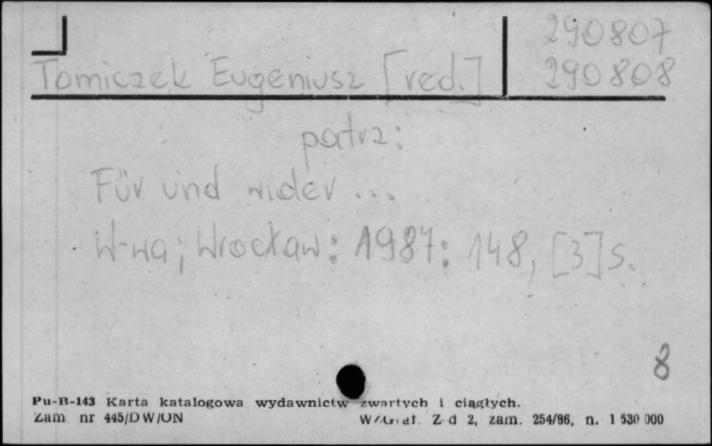 290807
290808
Tomiczek Eugeniusz [red.]
patrz:
Für und wider ...
W-wa; Wrocław: 1987: 148, [3] s.
8
Pu-B-143 Karta katalogowa wydawnictw zwartych i ciągłych.
Zam nr 445/DW/UN W. Z-d 2, zam. 254/86, n. 1 530 000